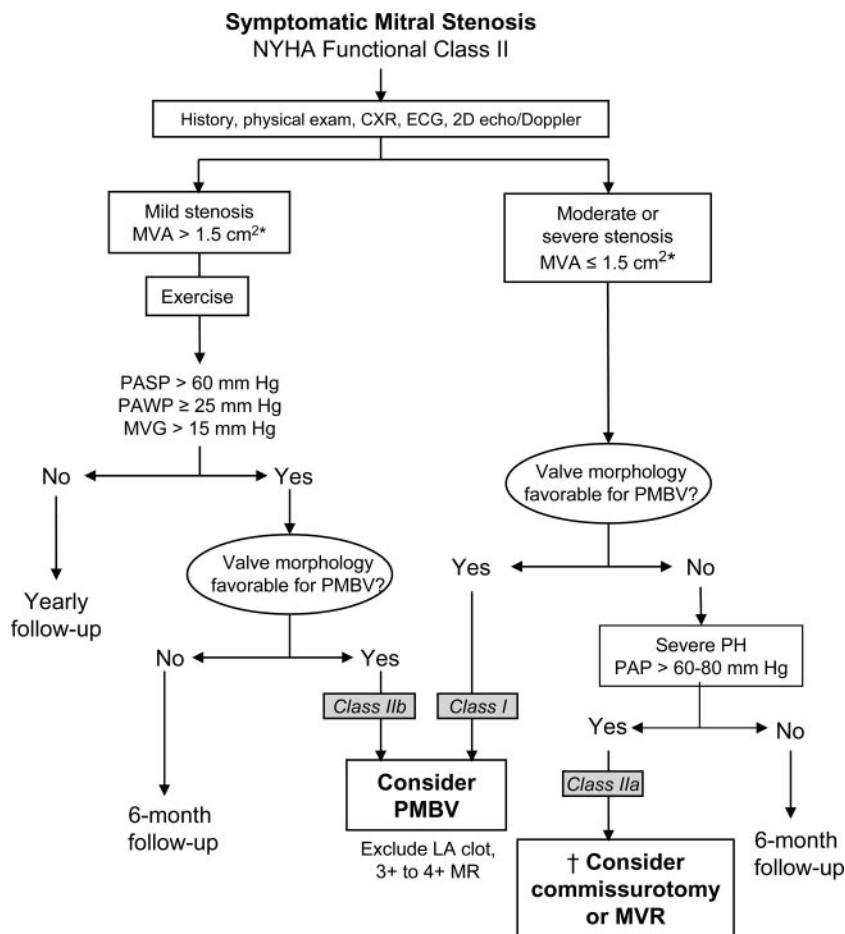 Symptomatic Mitral Stenosis
NYHA Functional Class II
History, physical exam, CXR, ECG, 2D echo/Doppler
Mild stenosis
MVA > 1.5 cm²*
Moderate or
severe stenosis
MVA ≤ 1.5 cm²*
Exercise
PASP > 60 mm Hg
PAWP ≥ 25 mm Hg
MVG > 15 mm Hg
No
Yes
Valve morphology
favorable for PMBV?
Valve morphology
favorable for PMBV?
Yes
No
Yearly
follow-up
Severe PH
PAP > 60-80 mm Hg
No
Yes
Class IIb
Class I
Yes
No
Consider
PMBV
Exclude LA clot,
3+ to 4+ MR
Class IIa
6-month
follow-up
6-month
follow-up
† Consider
commissurotomy
or MVR